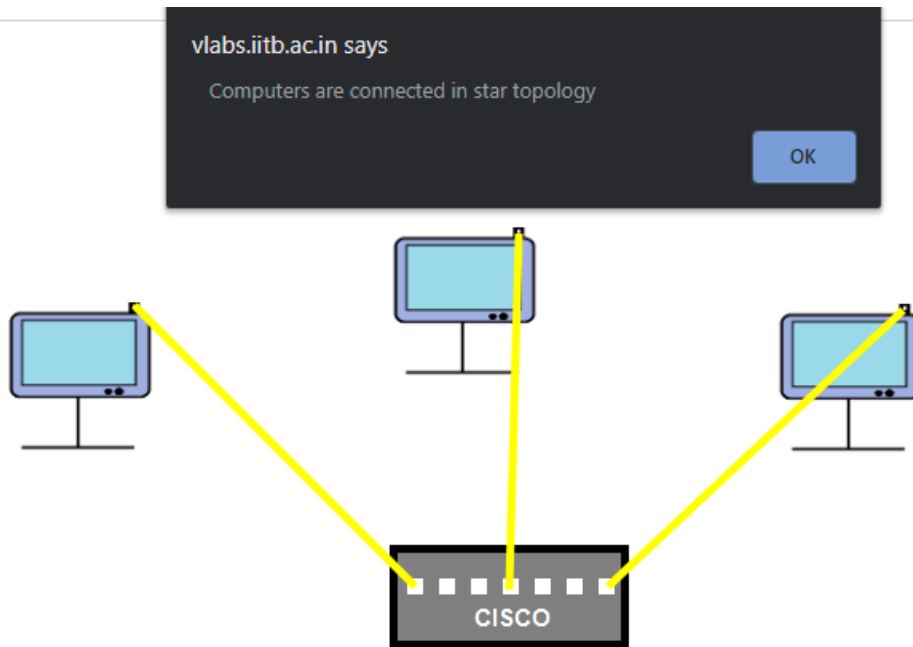 vlabs.iitb.ac.in says
Computers are connected in star topology
OK
CISCO